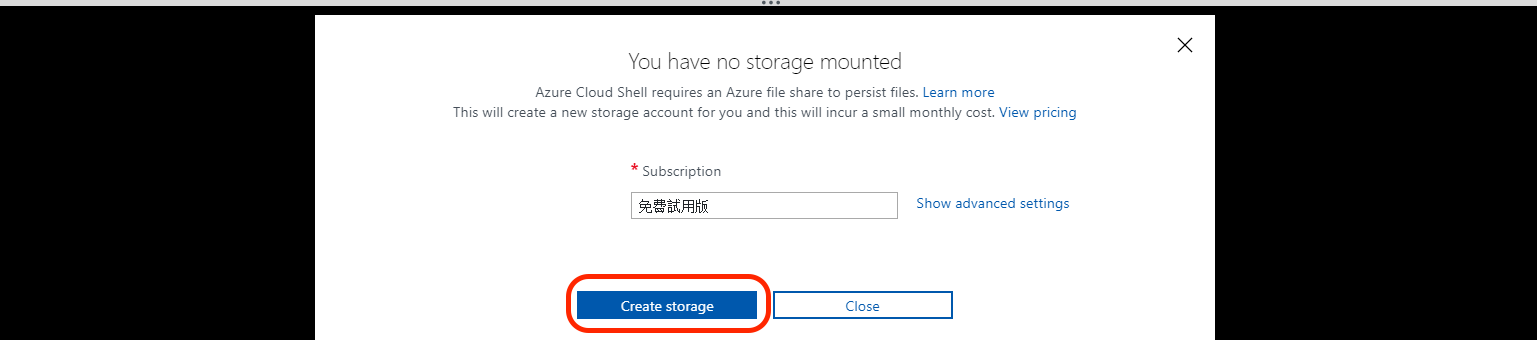 You have no storage mounted
Azure Cloud Shell requires an Azure file share to persist files. Learn more
This will create a new storage account for you and this will incur a small monthly cost. View pricing
* Subscription
免費試用版
Show advanced settings
Create storage
Close